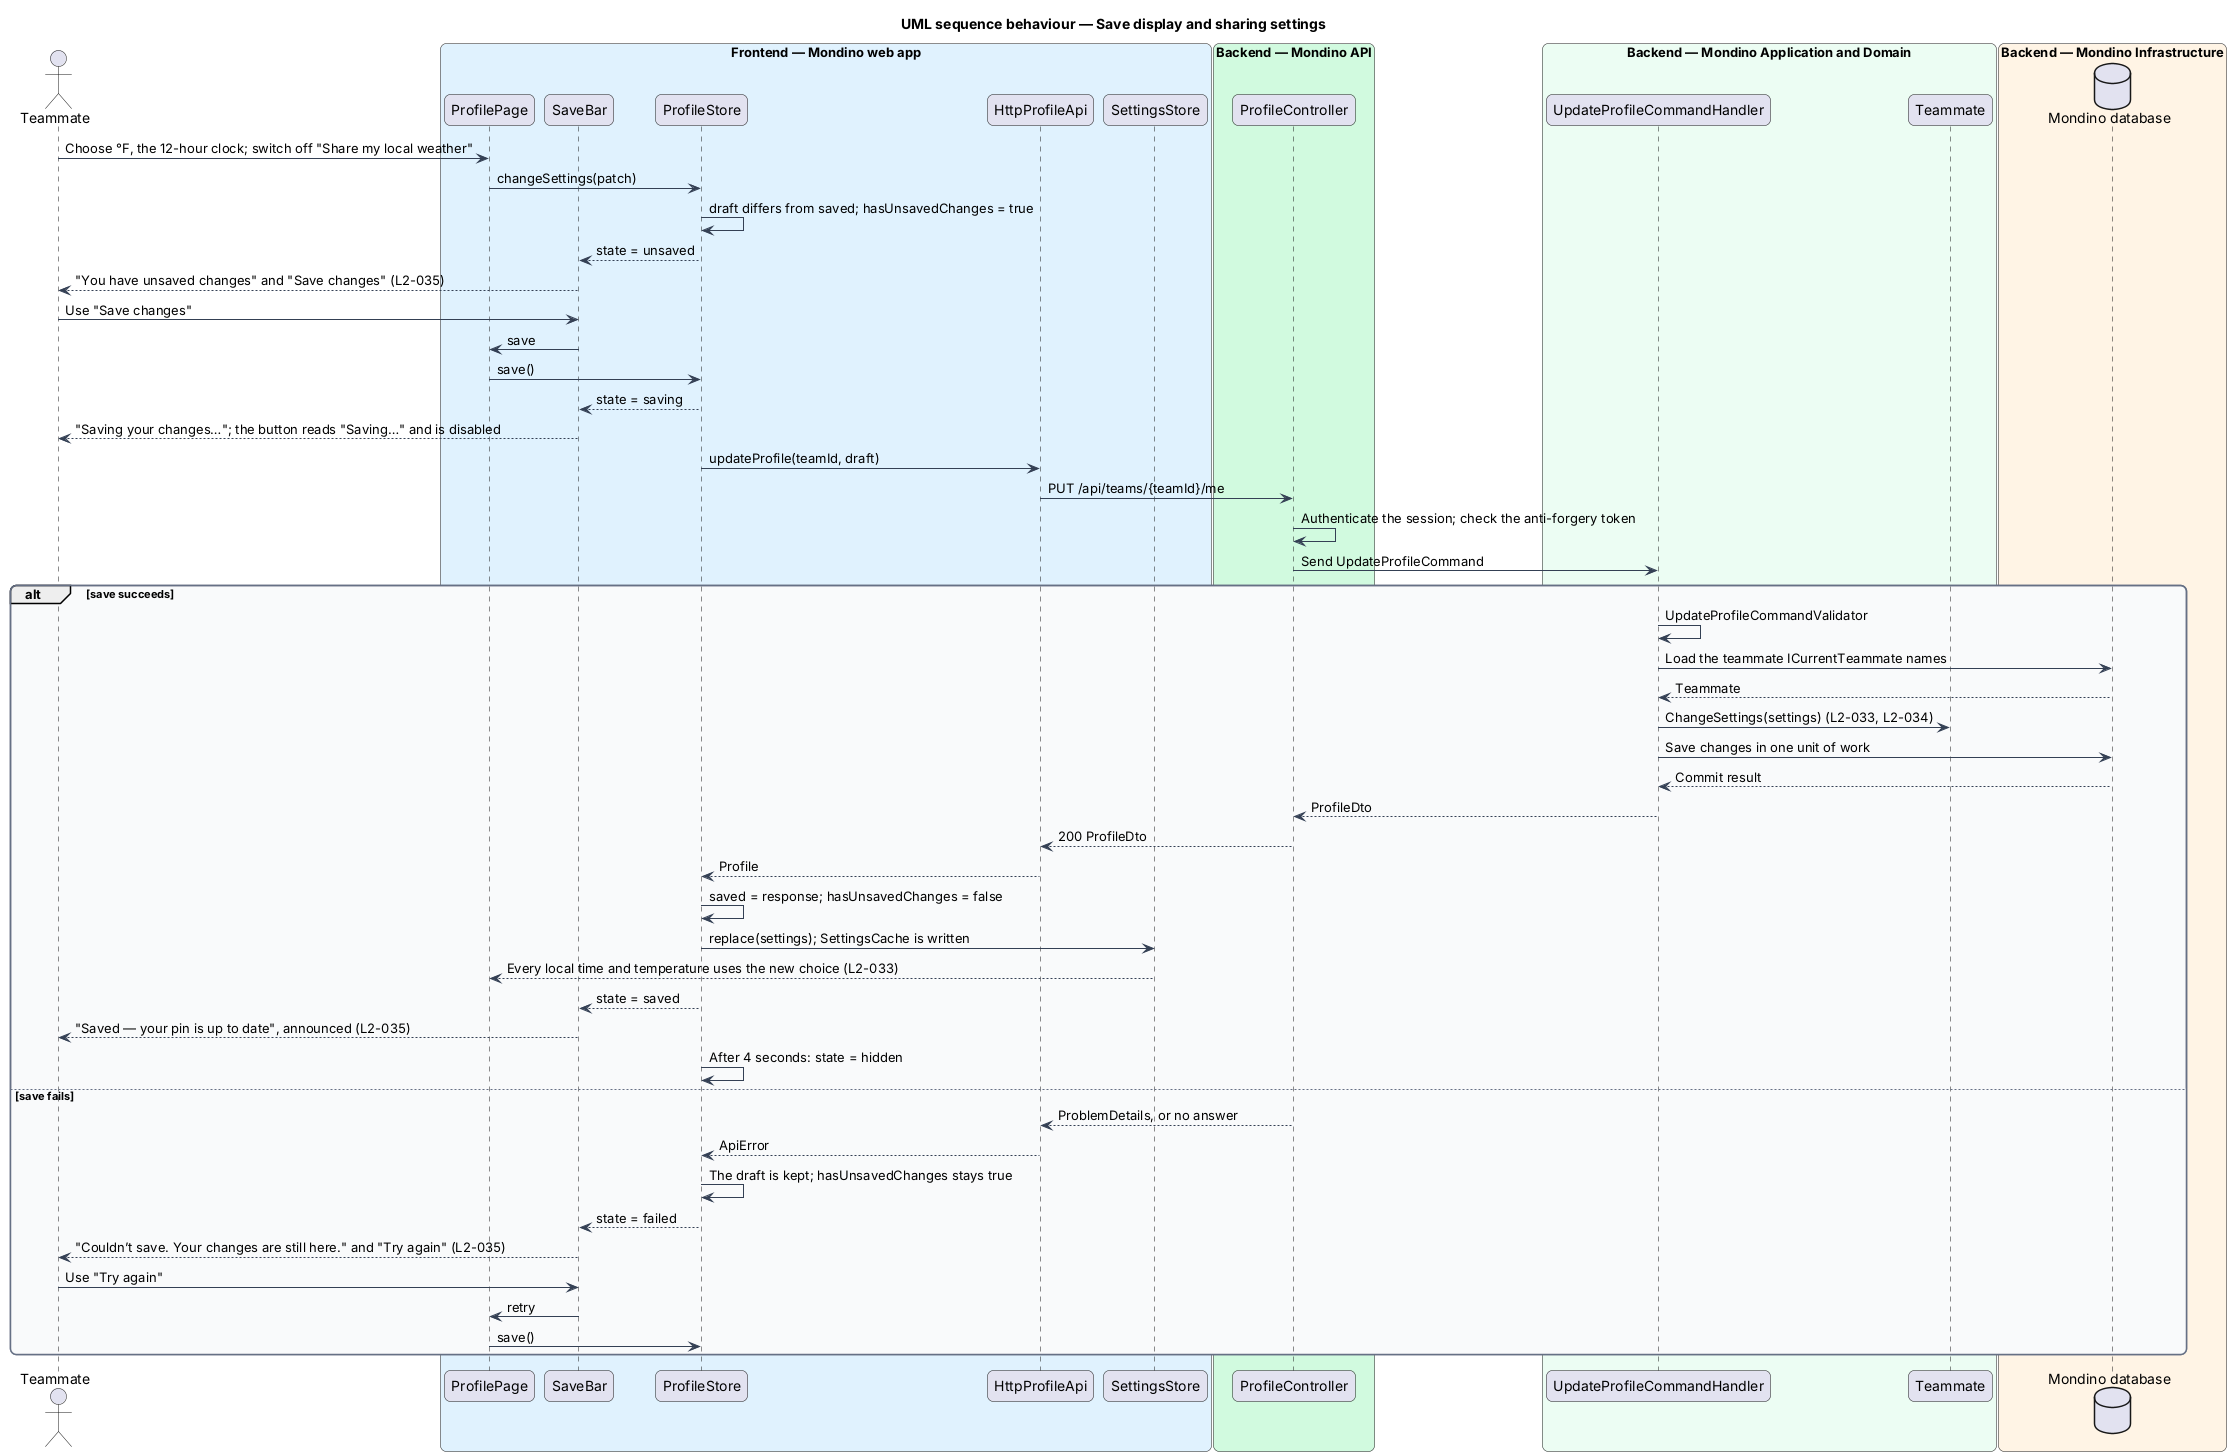 UML sequence behaviour — Save display and sharing settings
Frontend — Mondino web app
Backend — Mondino API
Backend — Mondino Application and Domain
Backend — Mondino Infrastructure
Teammate
ProfilePage
SaveBar
ProfileStore
HttpProfileApi
SettingsStore
ProfileController
UpdateProfileCommandHandler
Teammate
Mondino database
Choose °F, the 12-hour clock; switch off "Share my local weather"
changeSettings(patch)
draft differs from saved; hasUnsavedChanges = true
state = unsaved
"You have unsaved changes" and "Save changes" (L2-035)
Use "Save changes"
save
save()
state = saving
"Saving your changes…"; the button reads "Saving…" and is disabled
updateProfile(teamId, draft)
PUT /api/teams/{teamId}/me
Authenticate the session; check the anti-forgery token
Send UpdateProfileCommand
alt
[save succeeds]
UpdateProfileCommandValidator
Load the teammate ICurrentTeammate names
Teammate
ChangeSettings(settings) (L2-033, L2-034)
Save changes in one unit of work
Commit result
ProfileDto
200 ProfileDto
Profile
saved = response; hasUnsavedChanges = false
replace(settings); SettingsCache is written
Every local time and temperature uses the new choice (L2-033)
state = saved
"Saved — your pin is up to date", announced (L2-035)
After 4 seconds: state = hidden
[save fails]
ProblemDetails, or no answer
ApiError
The draft is kept; hasUnsavedChanges stays true
state = failed
"Couldn't save. Your changes are still here." and "Try again" (L2-035)
Use "Try again"
retry
save()
Teammate
ProfilePage
SaveBar
ProfileStore
HttpProfileApi
SettingsStore
ProfileController
UpdateProfileCommandHandler
Teammate
Mondino database